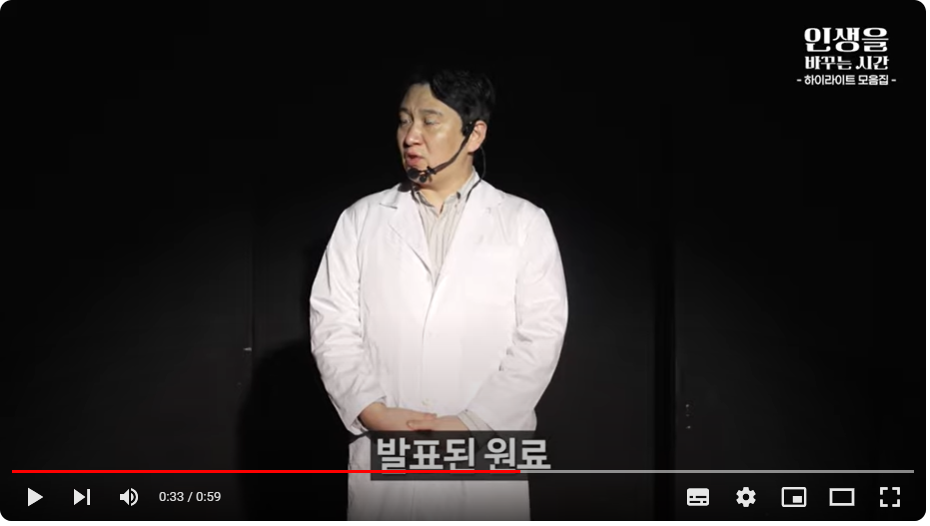 인생을
바꾸는 시간
- 하이라이트 모음집 -
발표된 원료
0:33 / 0:59